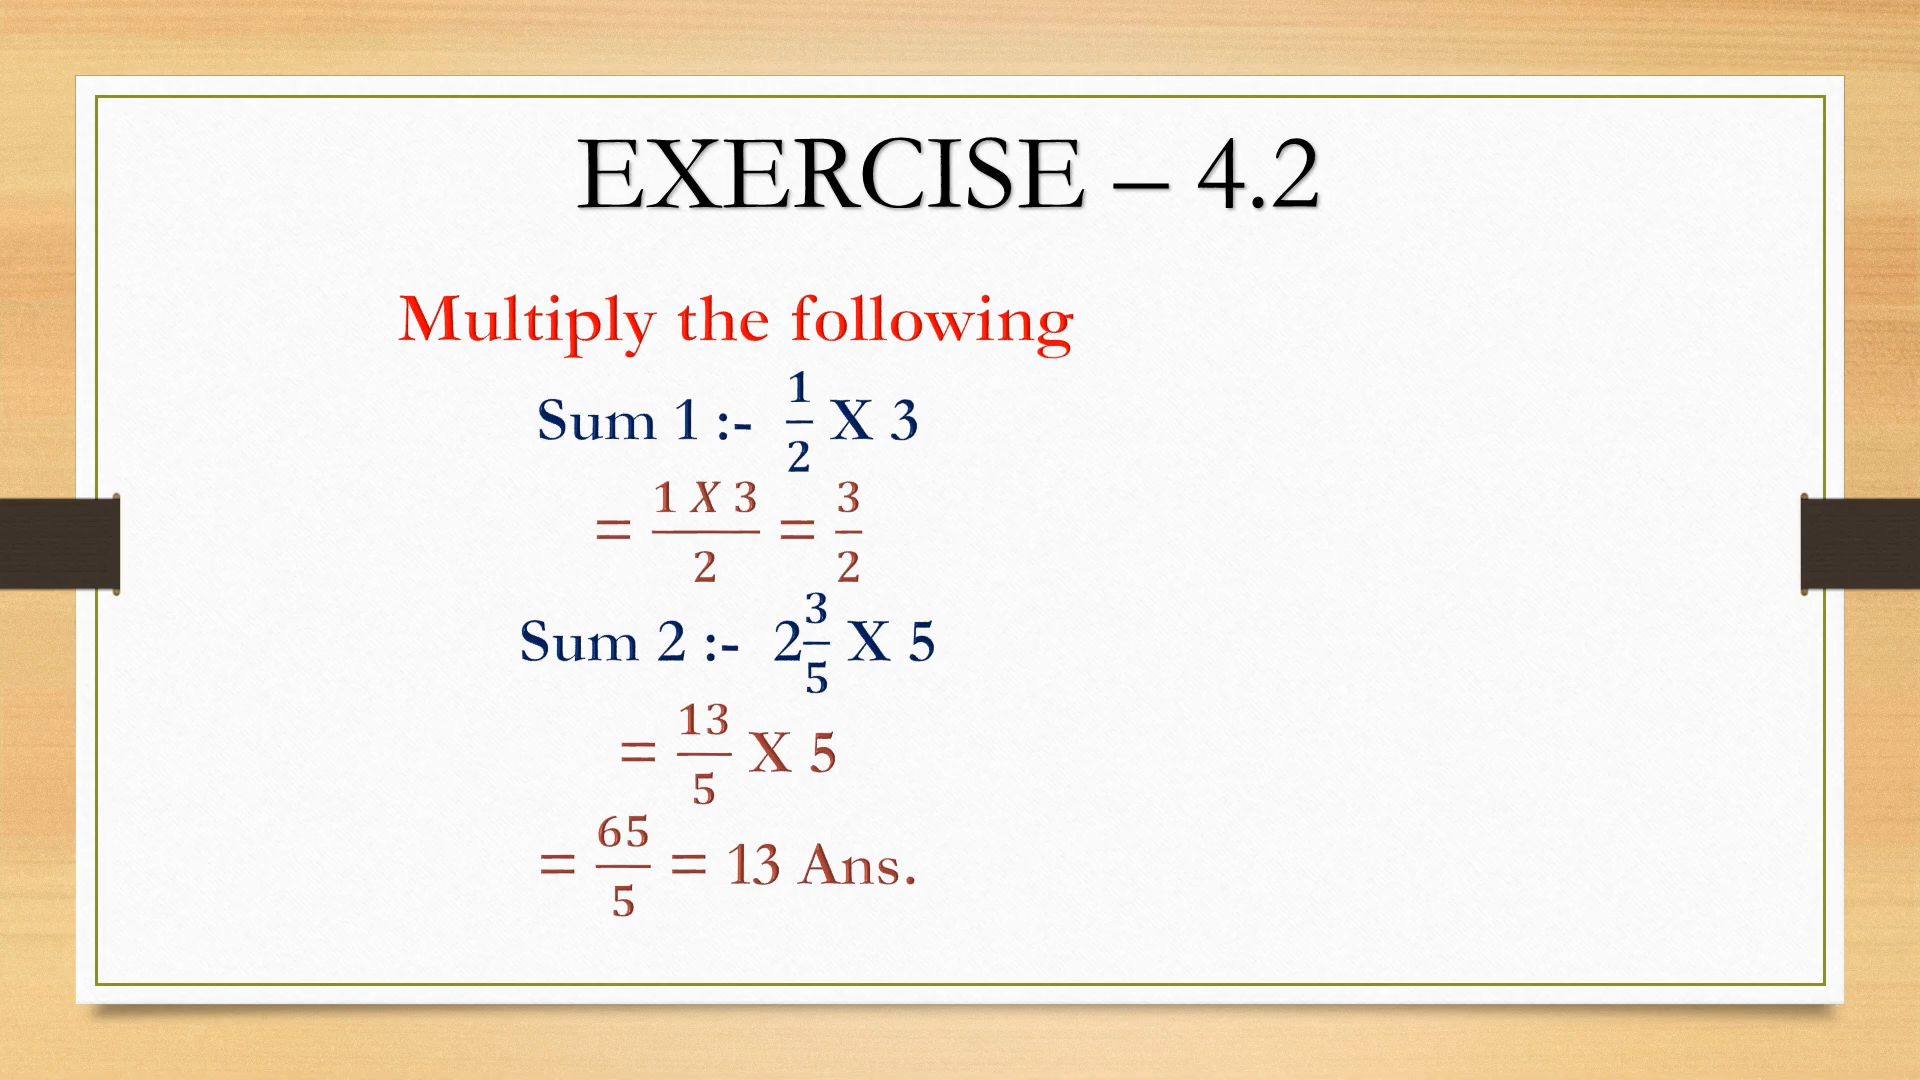 EXERCISE – 4.2
Multiply the following
Sum 1 :- 1/2 X 3
= 1 X 3/2 = 3/2
Sum 2 :- 2 3/5 X 5
= 13/5 X 5
= 65/5 = 13 Ans.